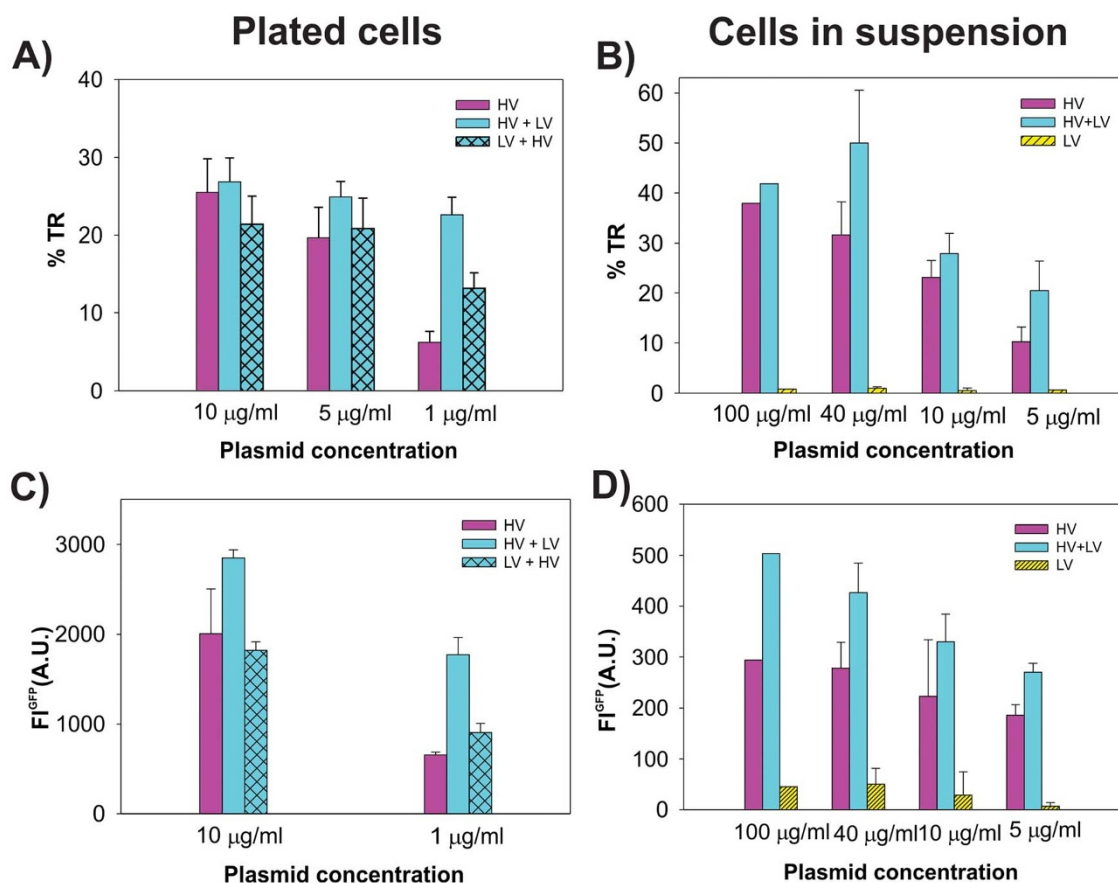 Plated cells
Cells in suspension
A)
40
30
20
10
0
% TR
HV
HV + LV
LV + HV
10 μg/ml
5 μg/ml
1 μg/ml
Plasmid concentration
B)
60
50
40
30
20
10
0
% TR
HV
HV+LV
LV
100 μg/ml
40 μg/ml
10 μg/ml
5 μg/ml
Plasmid concentration
C)
3000
2000
1000
0
FI^GFP(A.U.)
HV
HV + LV
LV + HV
10 μg/ml
1 μg/ml
Plasmid concentration
D)
600
500
400
300
200
100
0
FI^GFP(A.U.)
HV
HV+LV
LV
100 μg/ml
40 μg/ml
10 μg/ml
5 μg/ml
Plasmid concentration